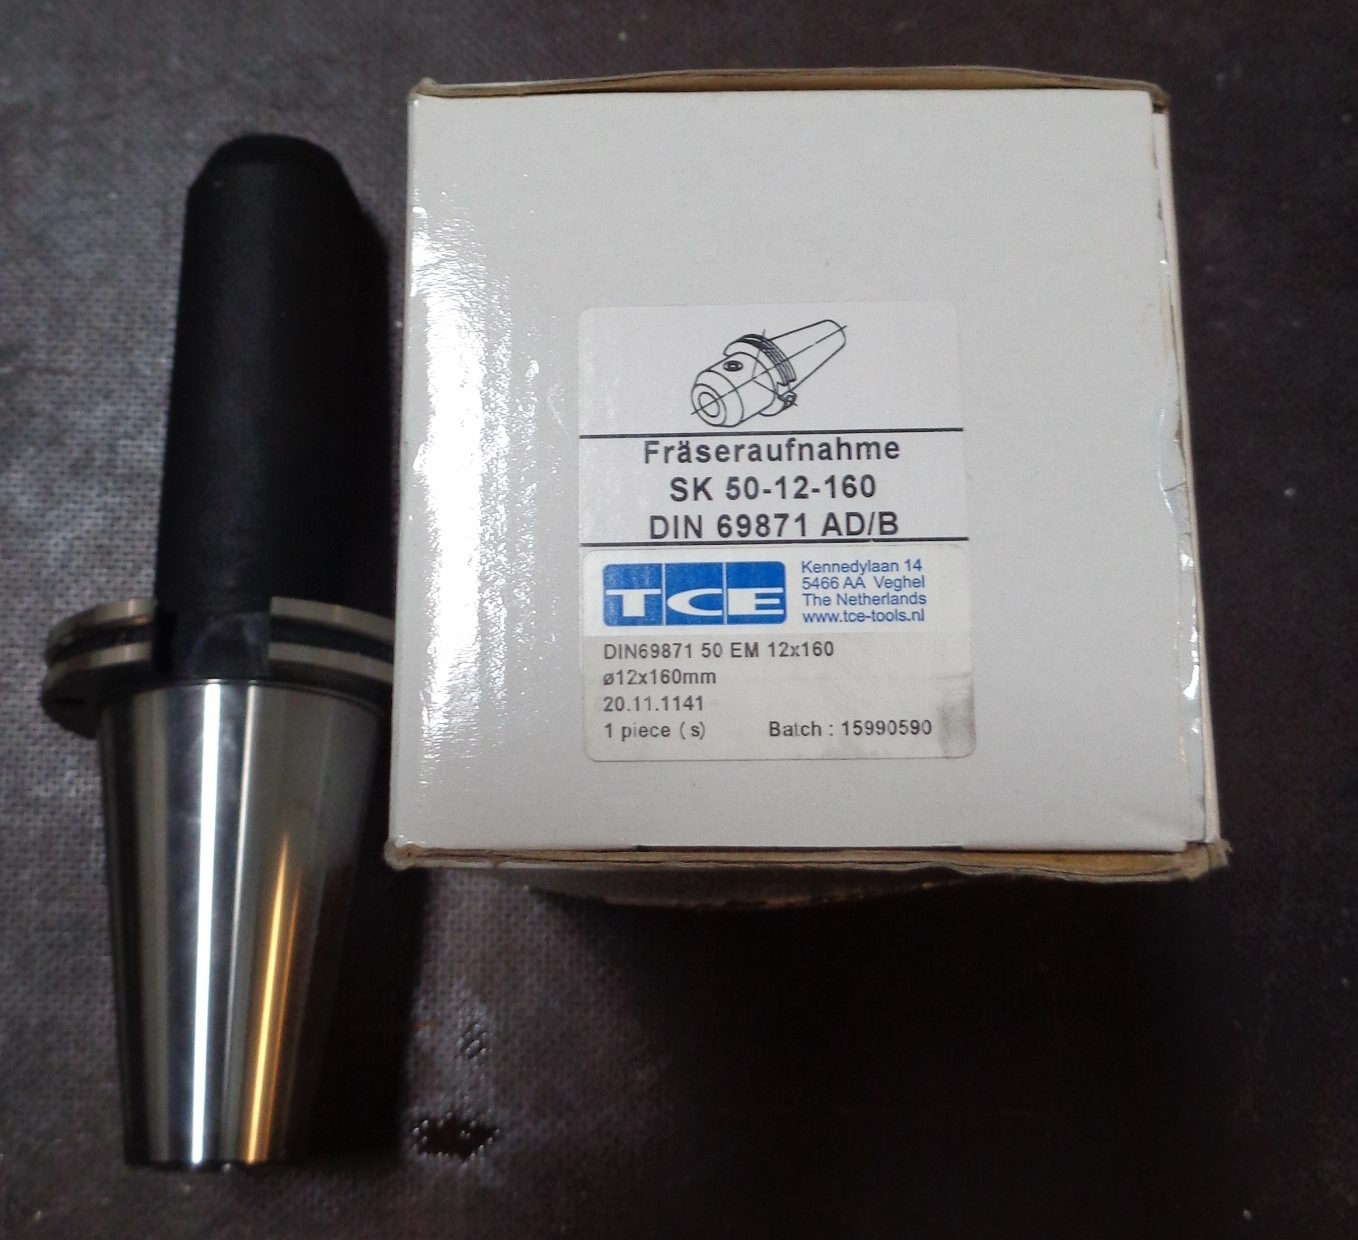 Fräseraufnahme
SK 50-12-160
DIN 69871 AD/B
TCE
Kennedylaan 14
5466 AA Veghel
The Netherlands
www.tce-tools.nl
DIN69871 50 EM 12x160
ø12x160mm
20.11.1141
1 piece (s) Batch : 15990590